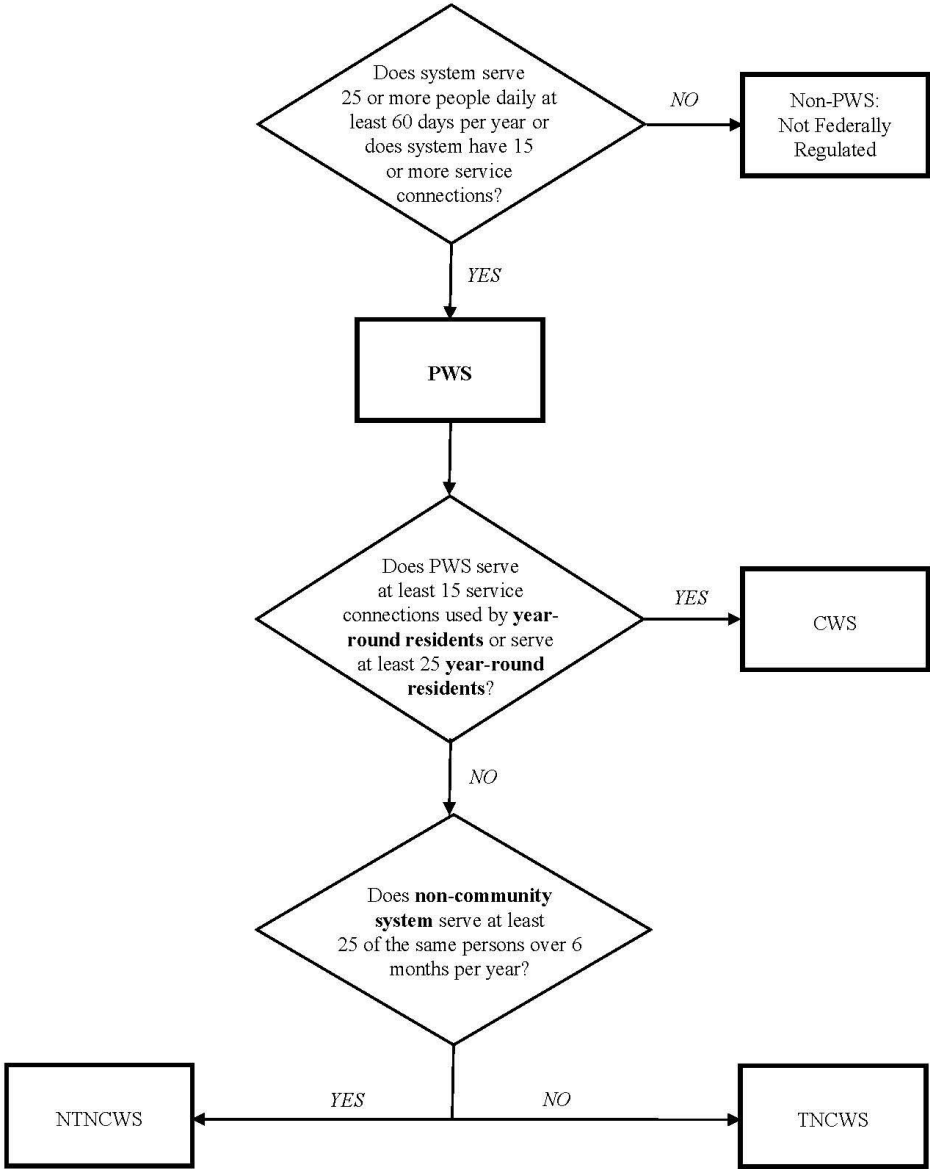 Does system serve
25 or more people daily at
least 60 days per year or
does system have 15
or more service
connections?
NO
Non-PWS:
Not Federally
Regulated
YES
PWS
Does PWS serve
at least 15 service
connections used by year-
round residents or serve
at least 25 year-round
residents?
YES
CWS
NO
Does non-community
system serve at least
25 of the same persons over 6
months per year?
NTNCWS
YES
NO
TNCWS